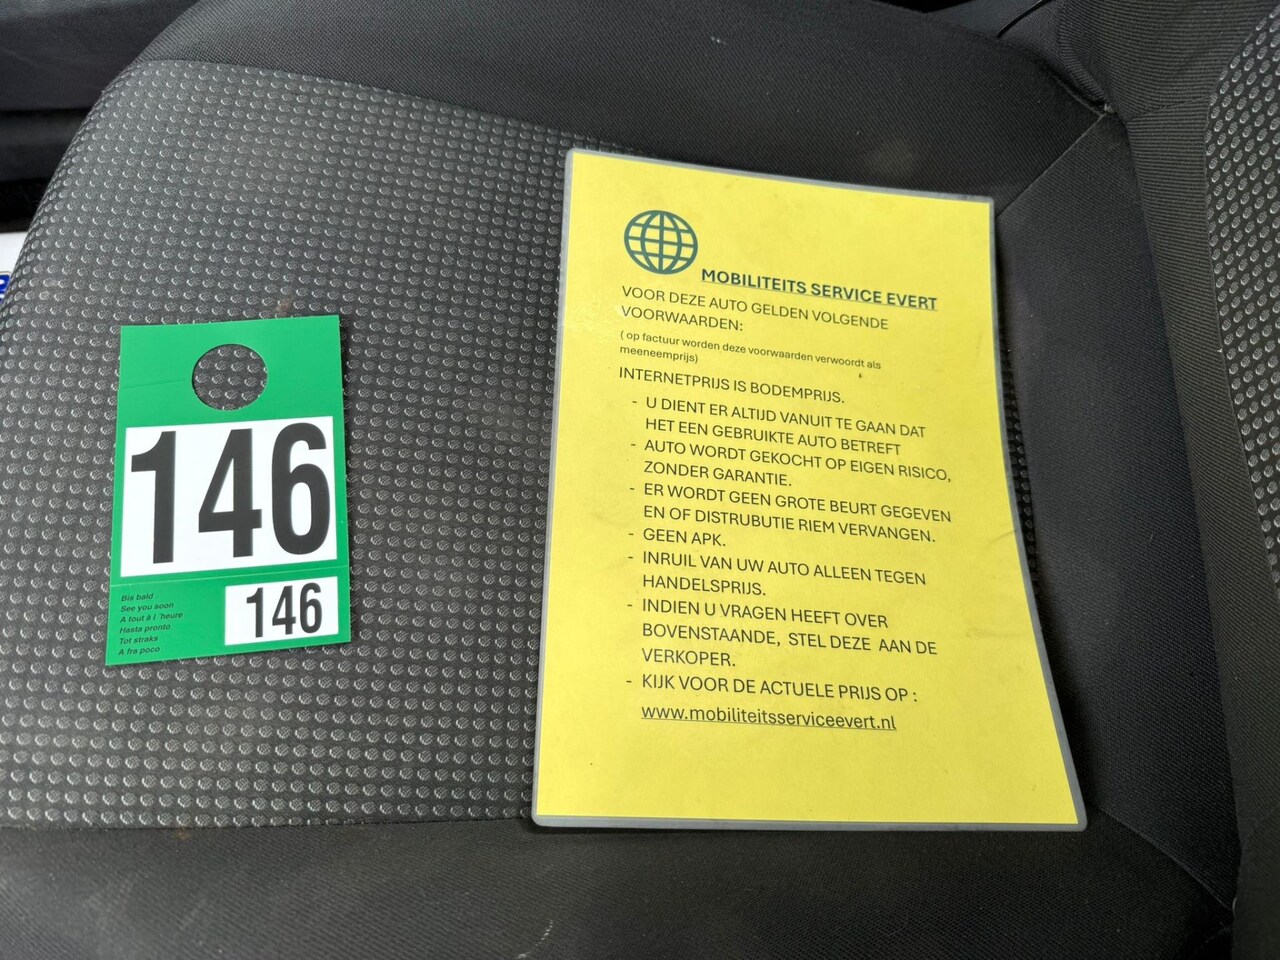 146
Bis bald
See you soon
A tout à l 'heure
Hasta pronto
Tot straks
A fra poco
146
MOBILITEITS SERVICE EVERT
VOOR DEZE AUTO GELDEN VOLGENDE
VOORWAARDEN:
( op factuur worden deze voorwaarden verwoordt als
meeneemprijs)
INTERNETPRIJS IS BODEMPRIJS.
- U DIENT ER ALTIJD VANUIT TE GAAN DAT
HET EEN GEBRUIKTE AUTO BETREFT
- AUTO WORDT GEKOCHT OP EIGEN RISICO,
ZONDER GARANTIE.
- ER WORDT GEEN GROTE BEURT GEGEVEN
EN OF DISTRUBUTIE RIEM VERVANGEN.
- GEEN APK.
- INRUIL VAN UW AUTO ALLEEN TEGEN
HANDELSPRIJS.
- INDIEN U VRAGEN HEEFT OVER
BOVENSTAANDE, STEL DEZE AAN DE
VERKOPER.
- KIJK VOOR DE ACTUELE PRIJS OP :
www.mobiliteitsserviceevert.nl